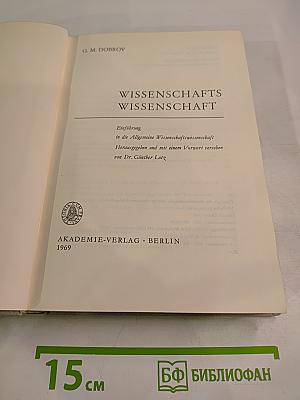 G. M. DOBROV
WISSENSCHAFTS
WISSENSCHAFT
Einführung
in die Allgemeine Wissenschaftswissenschaft
Herausgegeben und mit einem Vorwort versehen
von Dr. Günther Lotz
AKADEMIE-VERLAG · BERLIN
1969
15 см
БФ БИБЛИОФАН